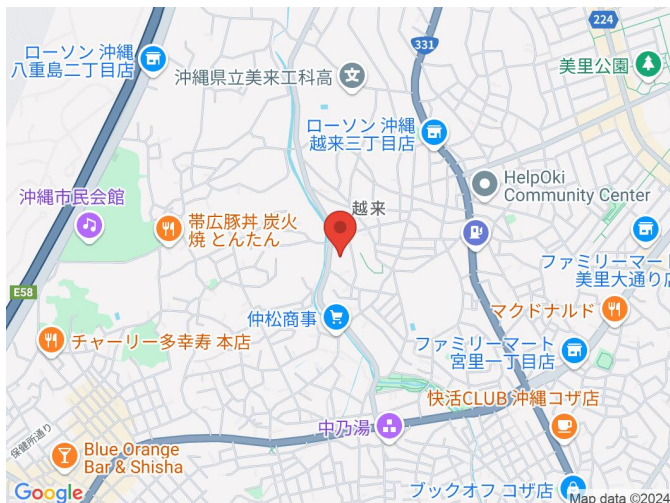 224
ローソン 沖縄
八重島二丁目店
331
美里公園
沖縄県立美来工科高
ローソン 沖縄
越来三丁目店
HelpOki
Community Center
越来
沖縄市民会館
帯広豚丼 炭火
焼 とんたん
ファミリーマート
美里大通り店
E58
マクドナルド
仲松商事
チャーリー多幸寿 本店
ファミリーマート
宮里一丁目店
快活CLUB 沖縄コザ店
中乃湯
保健所通り
Blue Orange
Bar & Shisha
ブックオフ コザ店
Google
Map data ©2024